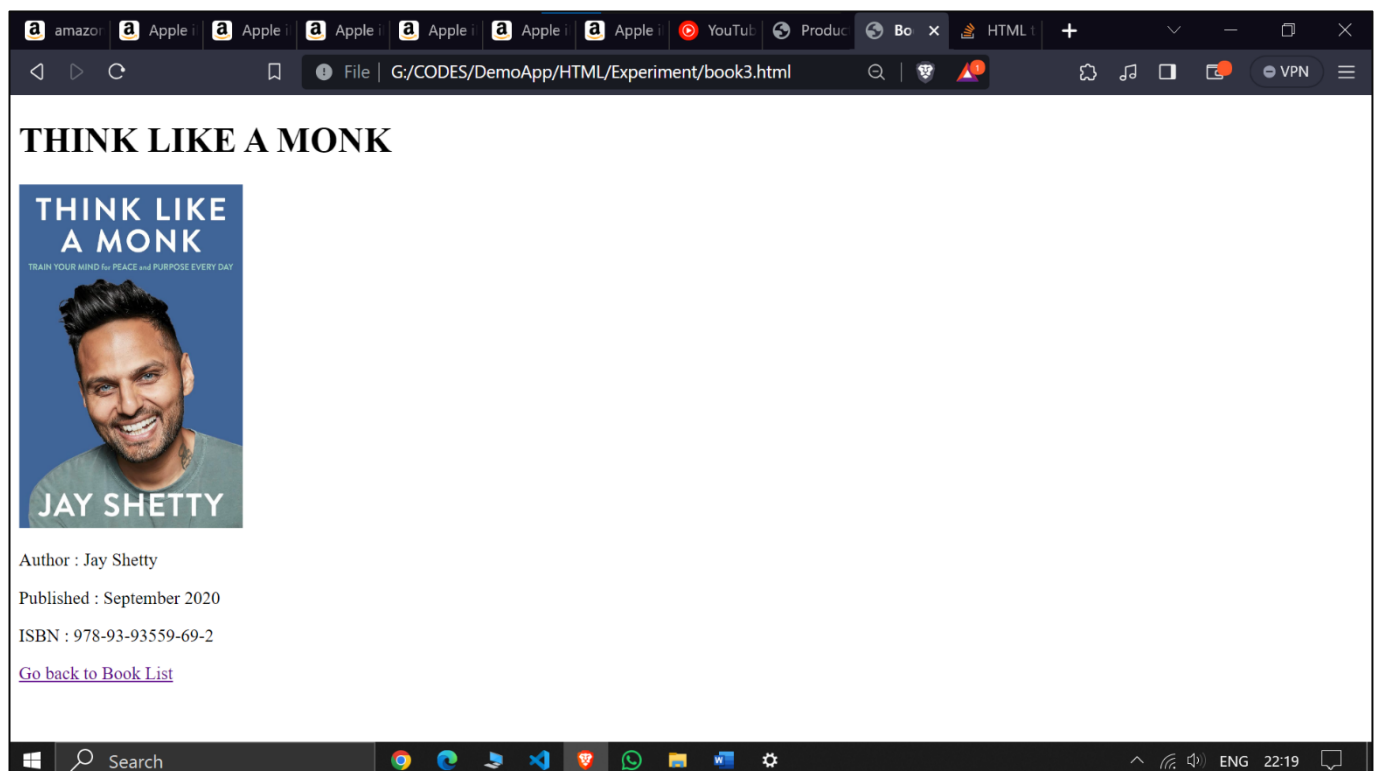 amazon Apple i Apple i Apple i Apple i Apple i Apple i YouTub Produc Bo HTML t
File G:/CODES/DemoApp/HTML/Experiment/book3.html 1 VPN
THINK LIKE A MONK
THINK LIKE
A MONK
TRAIN YOUR MIND for PEACE and PURPOSE EVERY DAY
JAY SHETTY
Author : Jay Shetty
Published : September 2020
ISBN : 978-93-93559-69-2
Go back to Book List
Search ENG 22:19